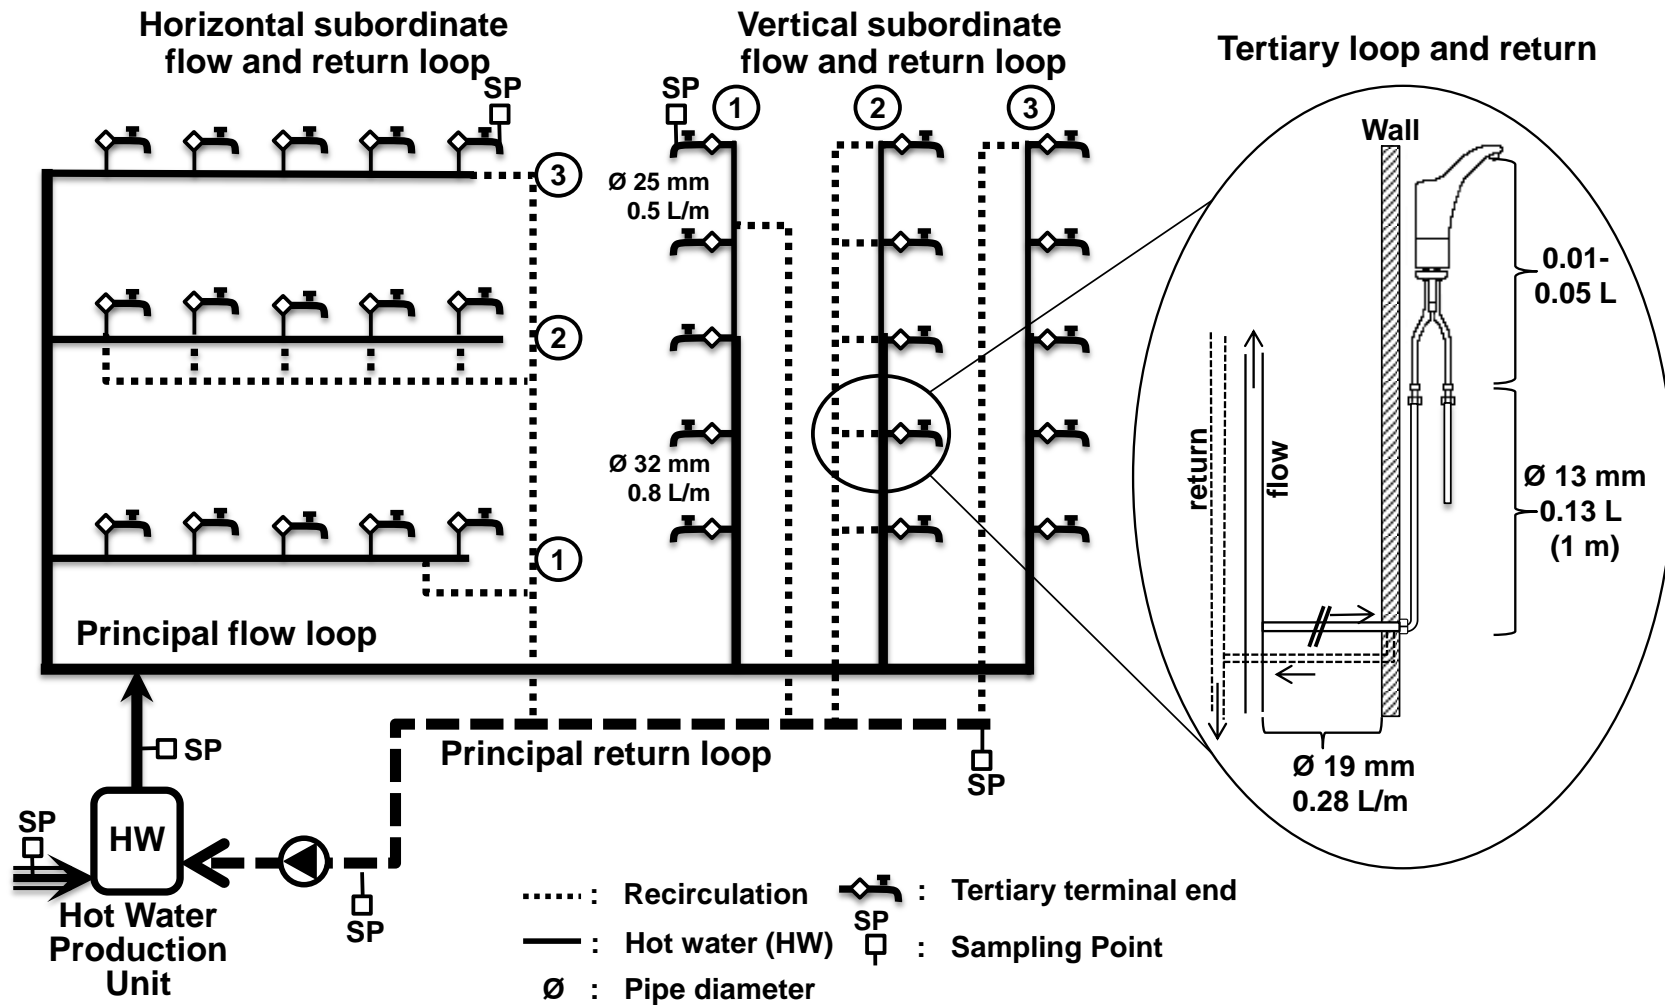 Horizontal subordinate
flow and return loop
Vertical subordinate
flow and return loop
Tertiary loop and return
SP
SP
1
2
3
Wall
3
Ø 25 mm
0.5 L/m
0.01-
0.05 L
2
return
flow
Ø 32 mm
0.8 L/m
Ø 13 mm
0.13 L
(1 m)
1
Principal flow loop
SP
Principal return loop
SP
Ø 19 mm
0.28 L/m
SP
HW
SP
Hot Water
Production
Unit
: Recirculation
: Tertiary terminal end
: Hot water (HW)
SP
: Sampling Point
Ø : Pipe diameter